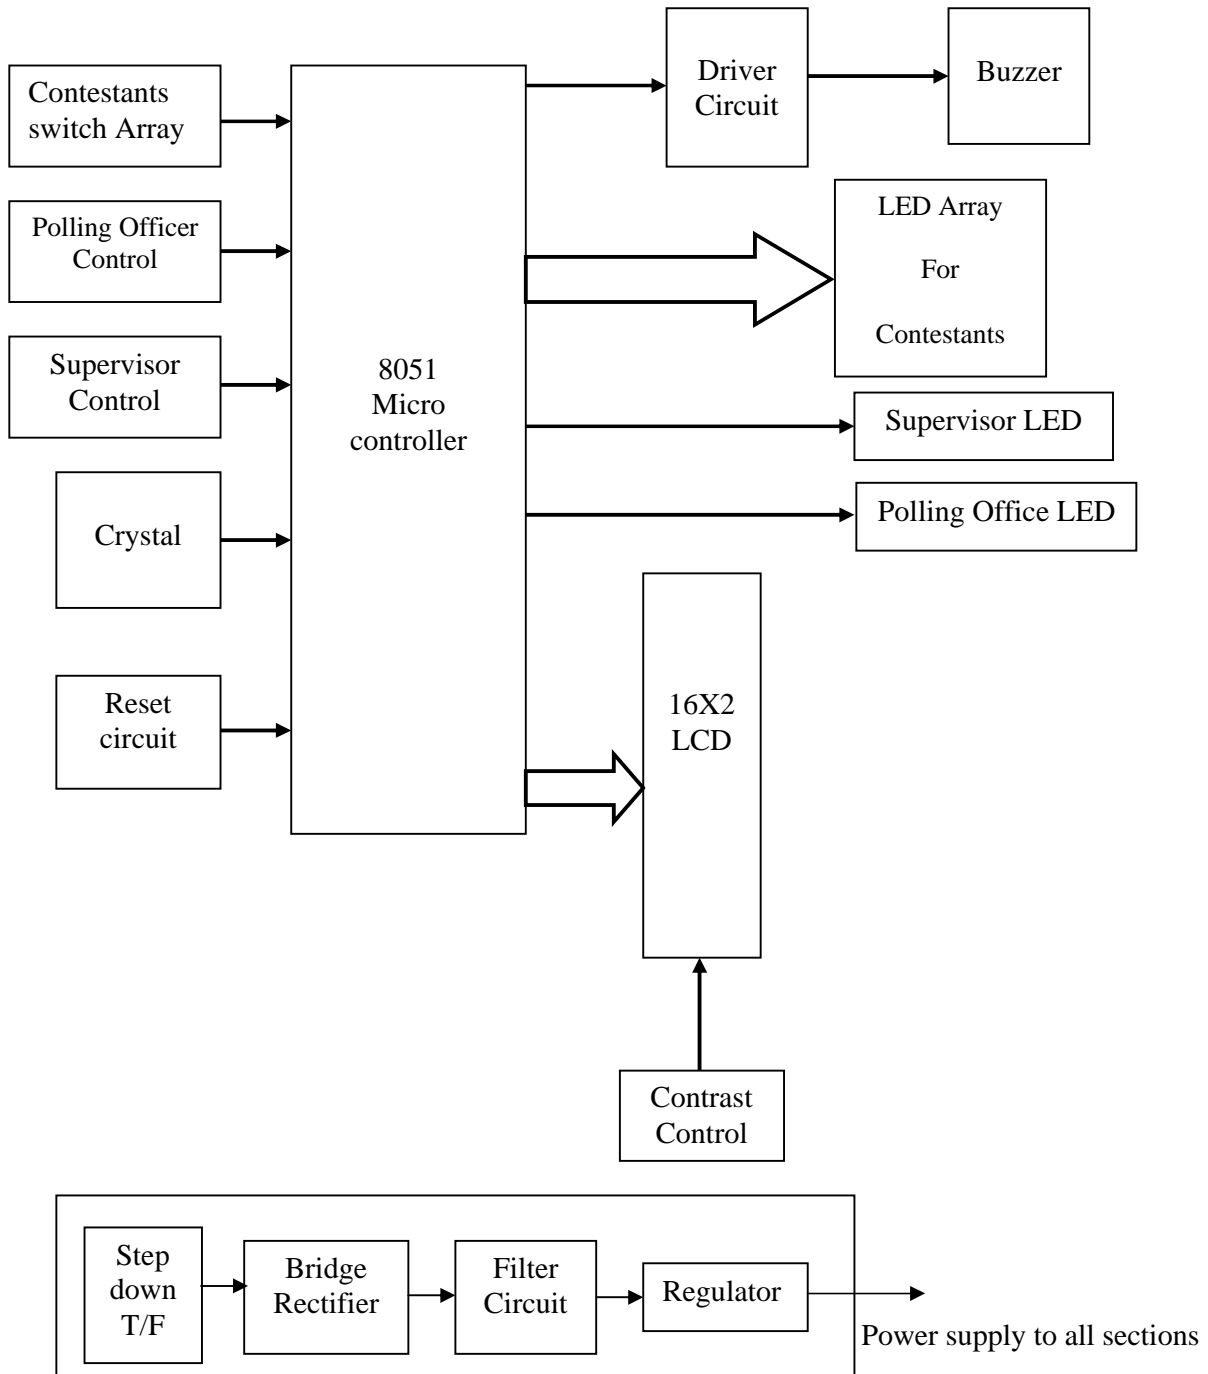 Contestants
switch Array
Polling Officer
Control
Supervisor
Control
Crystal
Reset
circuit
8051
Micro
controller
Driver
Circuit
Buzzer
LED Array
For
Contestants
Supervisor LED
Polling Office LED
16X2
LCD
Contrast
Control
Step
down
T/F
Bridge
Rectifier
Filter
Circuit
Regulator
Power supply to all sections